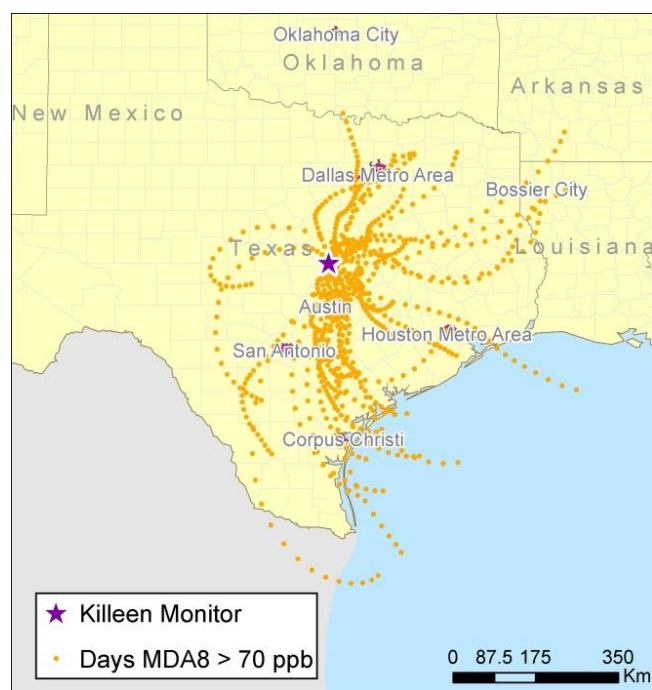 Oklahoma City
Oklahoma
Arkansas
New Mexico
Dallas Metro Area
Bossier City
Texas
Louisiana
Austin
Houston Metro Area
San Antonio
Corpus Christi
Killeen Monitor
Days MDA8 > 70 ppb
0 87.5 175 350
Km